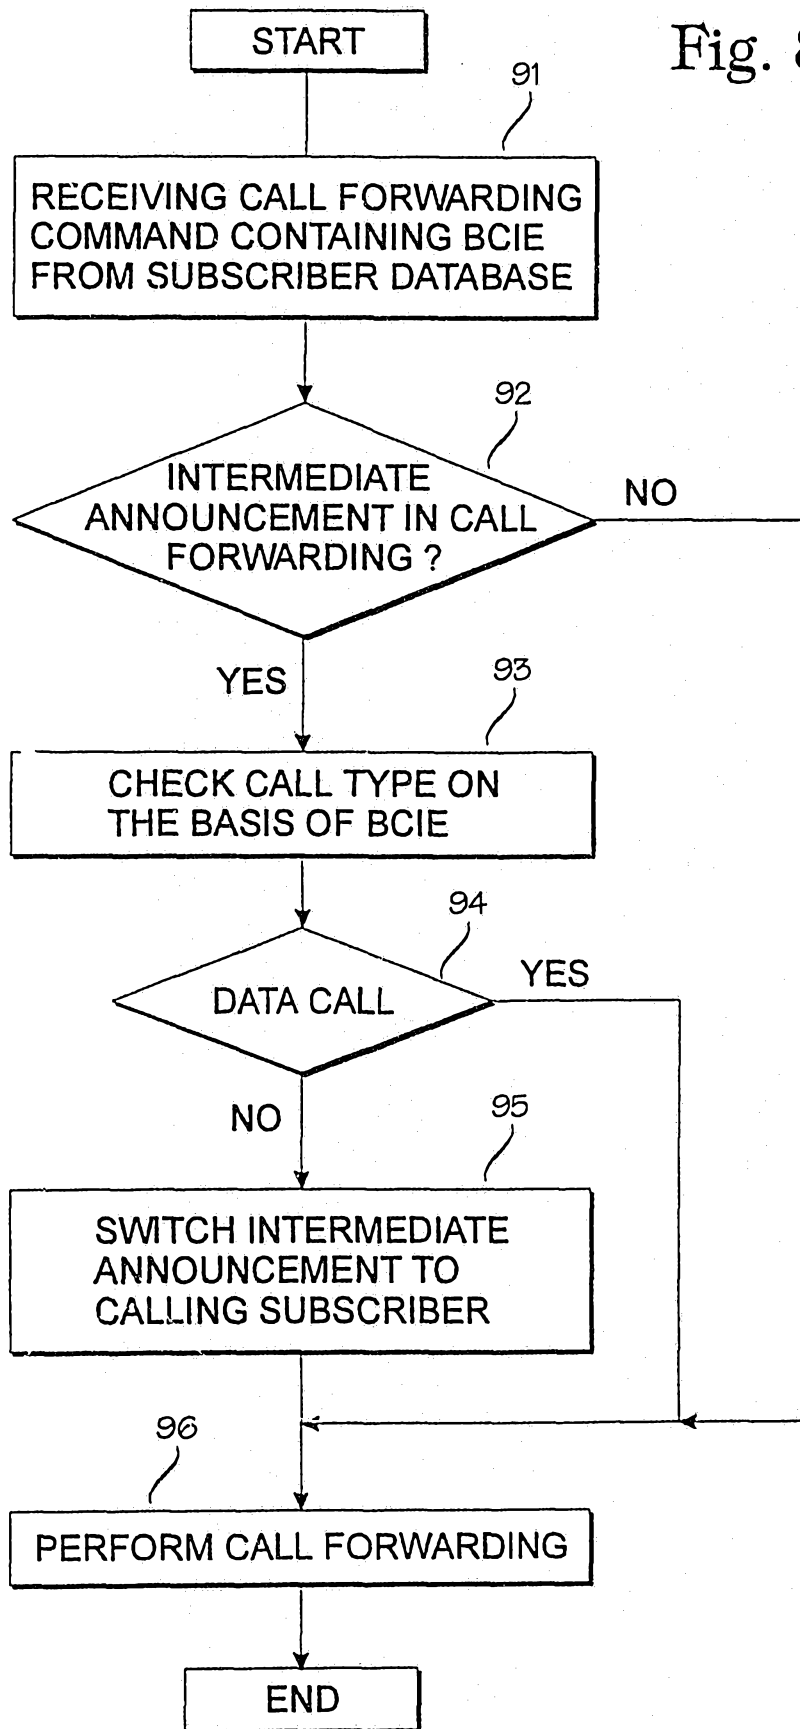 START
Fig. 8
91
RECEIVING CALL FORWARDING
COMMAND CONTAINING BCIE
FROM SUBSCRIBER DATABASE
92
INTERMEDIATE
ANNOUNCEMENT IN CALL
FORWARDING ?
NO
YES
93
CHECK CALL TYPE ON
THE BASIS OF BCIE
94
DATA CALL
YES
NO
95
SWITCH INTERMEDIATE
ANNOUNCEMENT TO
CALLING SUBSCRIBER
96
PERFORM CALL FORWARDING
END